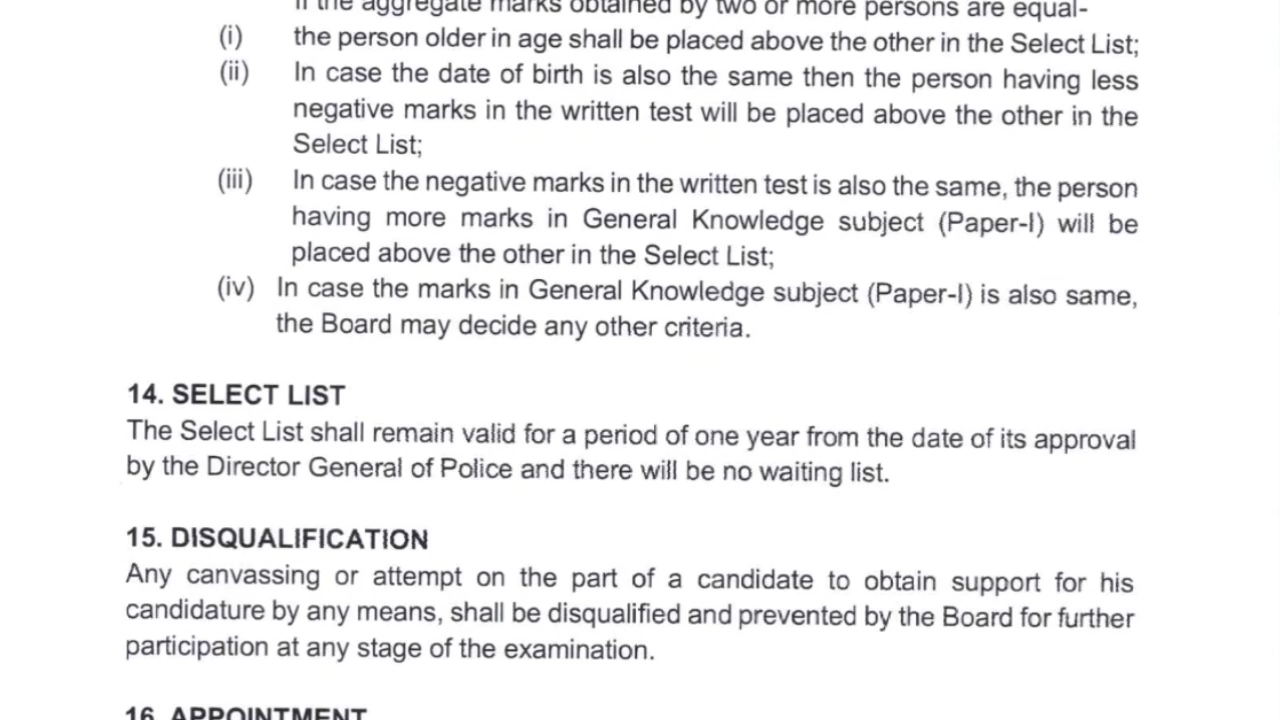 If the aggregate marks obtained by two or more persons are equal-
(i) the person older in age shall be placed above the other in the Select List;
(ii) In case the date of birth is also the same then the person having less
negative marks in the written test will be placed above the other in the
Select List;
(iii) In case the negative marks in the written test is also the same, the person
having more marks in General Knowledge subject (Paper-I) will be
placed above the other in the Select List;
(iv) In case the marks in General Knowledge subject (Paper-I) is also same,
the Board may decide any other criteria.
14. SELECT LIST
The Select List shall remain valid for a period of one year from the date of its approval
by the Director General of Police and there will be no waiting list.
15. DISQUALIFICATION
Any canvassing or attempt on the part of a candidate to obtain support for his
candidature by any means, shall be disqualified and prevented by the Board for further
participation at any stage of the examination.
16. APPOINTMENT